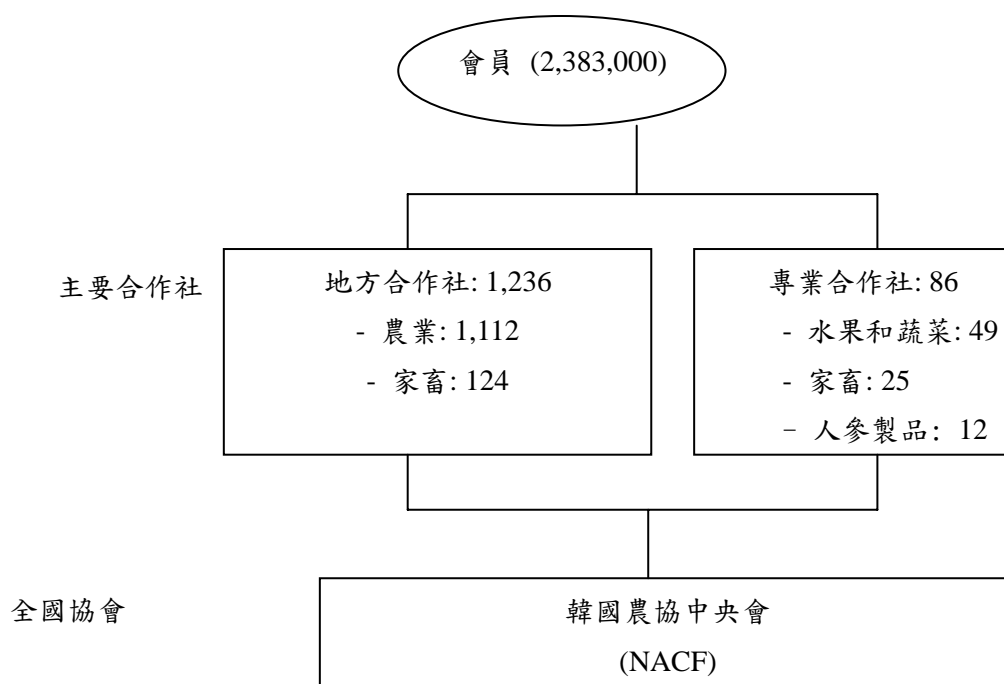 會員 (2,383,000)
主要合作社
地方合作社: 1,236
- 農業: 1,112
- 家畜: 124
專業合作社: 86
- 水果和蔬菜: 49
- 家畜: 25
- 人參製品: 12
全國協會
韓國農協中央會
(NACF)